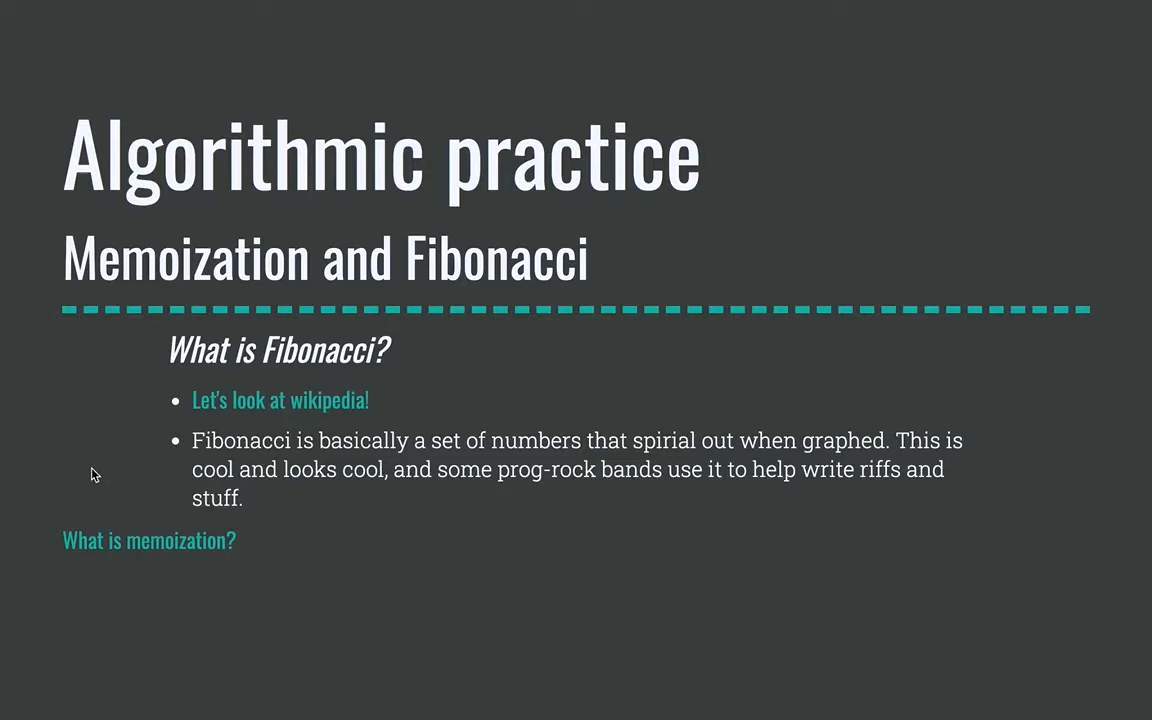 Algorithmic practice
Memoization and Fibonacci
What is Fibonacci?
Let's look at wikipedia!
Fibonacci is basically a set of numbers that spirial out when graphed. This is
cool and looks cool, and some prog-rock bands use it to help write riffs and
stuff.
What is memoization?